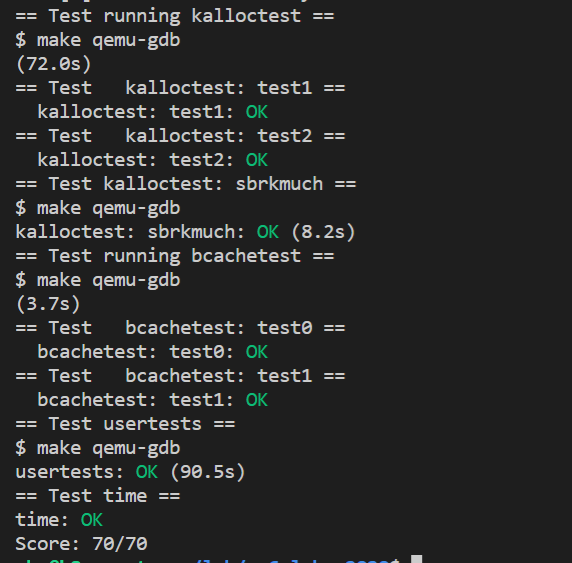 == Test running kalloctest ==
$ make qemu-gdb
(72.0s)
== Test   kalloctest: test1 ==
  kalloctest: test1: OK
== Test   kalloctest: test2 ==
  kalloctest: test2: OK
== Test kalloctest: sbrkmuch ==
$ make qemu-gdb
kalloctest: sbrkmuch: OK (8.2s)
== Test running bcachetest ==
$ make qemu-gdb
(3.7s)
== Test   bcachetest: test0 ==
  bcachetest: test0: OK
== Test   bcachetest: test1 ==
  bcachetest: test1: OK
== Test usertests ==
$ make qemu-gdb
usertests: OK (90.5s)
== Test time ==
time: OK
Score: 70/70